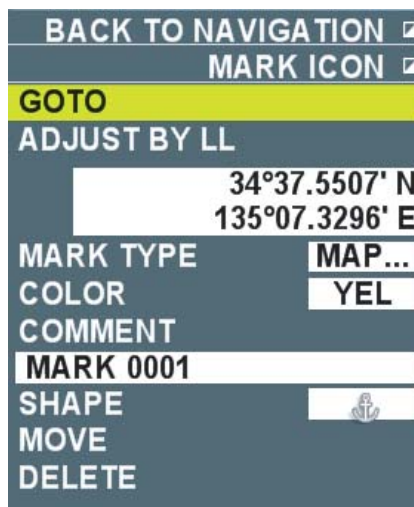 BACK TO NAVIGATION
MARK ICON
GOTO
ADJUST BY LL
34°37.5507' N
135°07.3296' E
MARK TYPE MAP...
COLOR YEL
COMMENT
MARK 0001
SHAPE
MOVE
DELETE